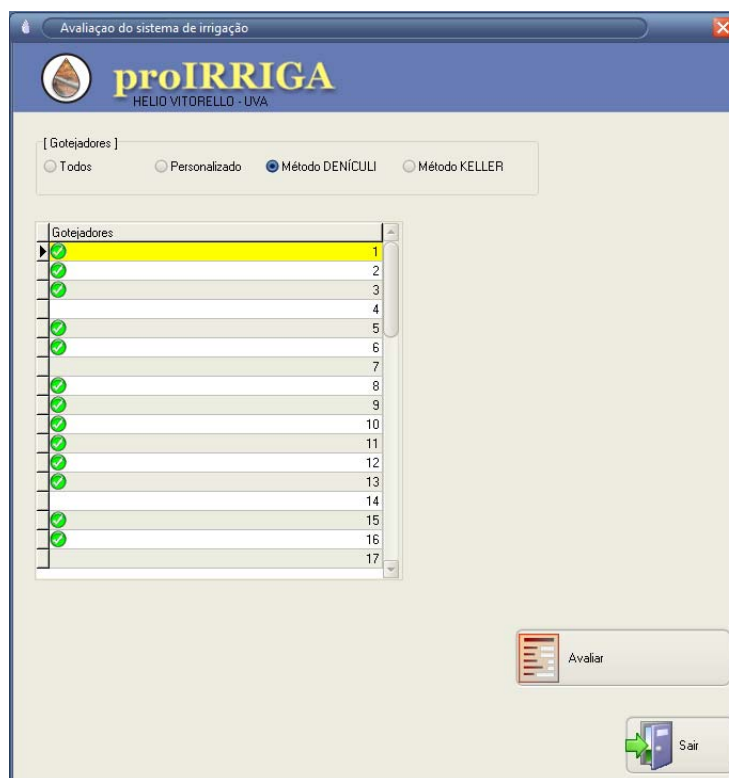 Avaliaçao do sistema de irrigação
proIRRIGA
HELIO VITORELLO - UVA
[ Gotejadores ]
Todos Personalizado Método DENÍCULI Método KELLER
Gotejadores
1
2
3
4
5
6
7
8
9
10
11
12
13
14
15
16
17
Avaliar
Sair